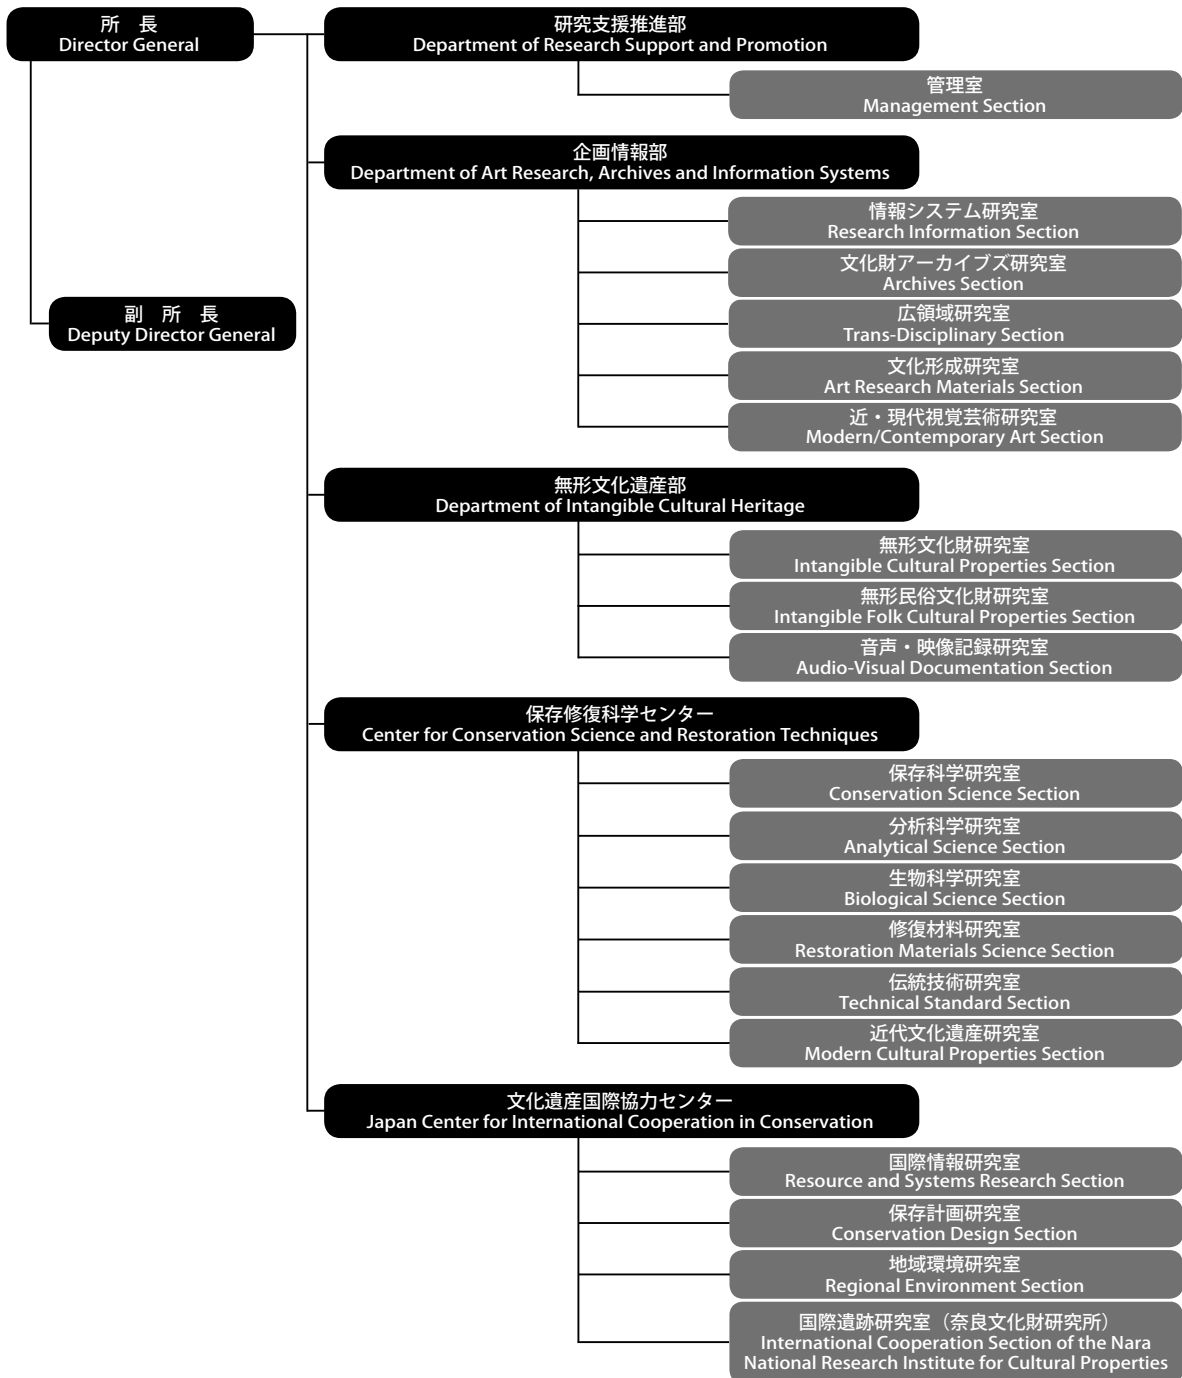 所　長
Director General
研究支援推進部
Department of Research Support and Promotion
管理室
Management Section
企画情報部
Department of Art Research, Archives and Information Systems
情報システム研究室
Research Information Section
文化財アーカイブズ研究室
Archives Section
副　所　長
Deputy Director General
広領域研究室
Trans-Disciplinary Section
文化形成研究室
Art Research Materials Section
近・現代視覚芸術研究室
Modern/Contemporary Art Section
無形文化遺産部
Department of Intangible Cultural Heritage
無形文化財研究室
Intangible Cultural Properties Section
無形民俗文化財研究室
Intangible Folk Cultural Properties Section
音声・映像記録研究室
Audio-Visual Documentation Section
保存修復科学センター
Center for Conservation Science and Restoration Techniques
保存科学研究室
Conservation Science Section
分析科学研究室
Analytical Science Section
生物科学研究室
Biological Science Section
修復材料研究室
Restoration Materials Science Section
伝統技術研究室
Technical Standard Section
近代文化遺産研究室
Modern Cultural Properties Section
文化遺産国際協力センター
Japan Center for International Cooperation in Conservation
国際情報研究室
Resource and Systems Research Section
保存計画研究室
Conservation Design Section
地域環境研究室
Regional Environment Section
国際遺跡研究室（奈良文化財研究所）
International Cooperation Section of the Nara
National Research Institute for Cultural Properties